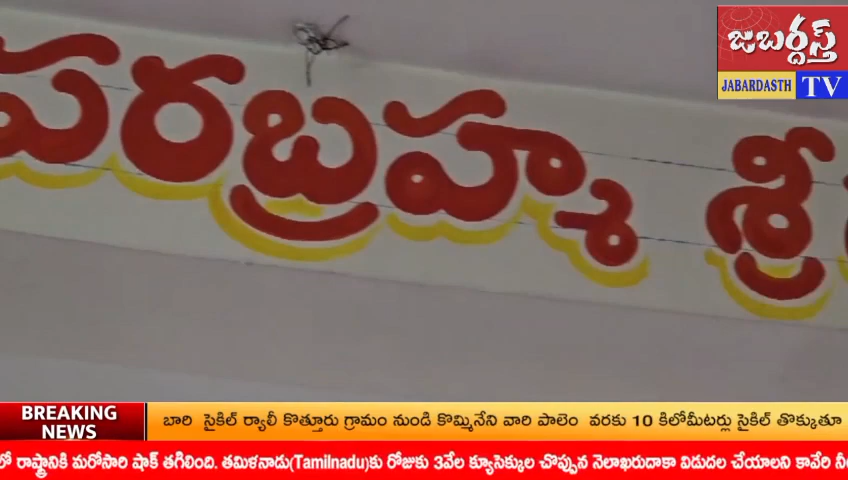 జబర్దస్త్
JABARDASTH TV
పరబ్రహ్మ శ్రీ
BREAKING NEWS
బారి సైకిల్ ర్యాలీ కొత్తూరు గ్రామం నుండి కొమ్మినేని వారి పాలెం వరకు 10 కిలోమీటర్లు సైకిల్ తొక్కుతూ
లో రాష్ట్రానికి మరోసారి షాక్ తగిలింది. తమిళనాడు(Tamilnadu)కు రోజుకు 3వేల క్యూసెక్కుల చొప్పున నెలాఖరుదాకా విడుదల చేయాలని కావేరి నీ